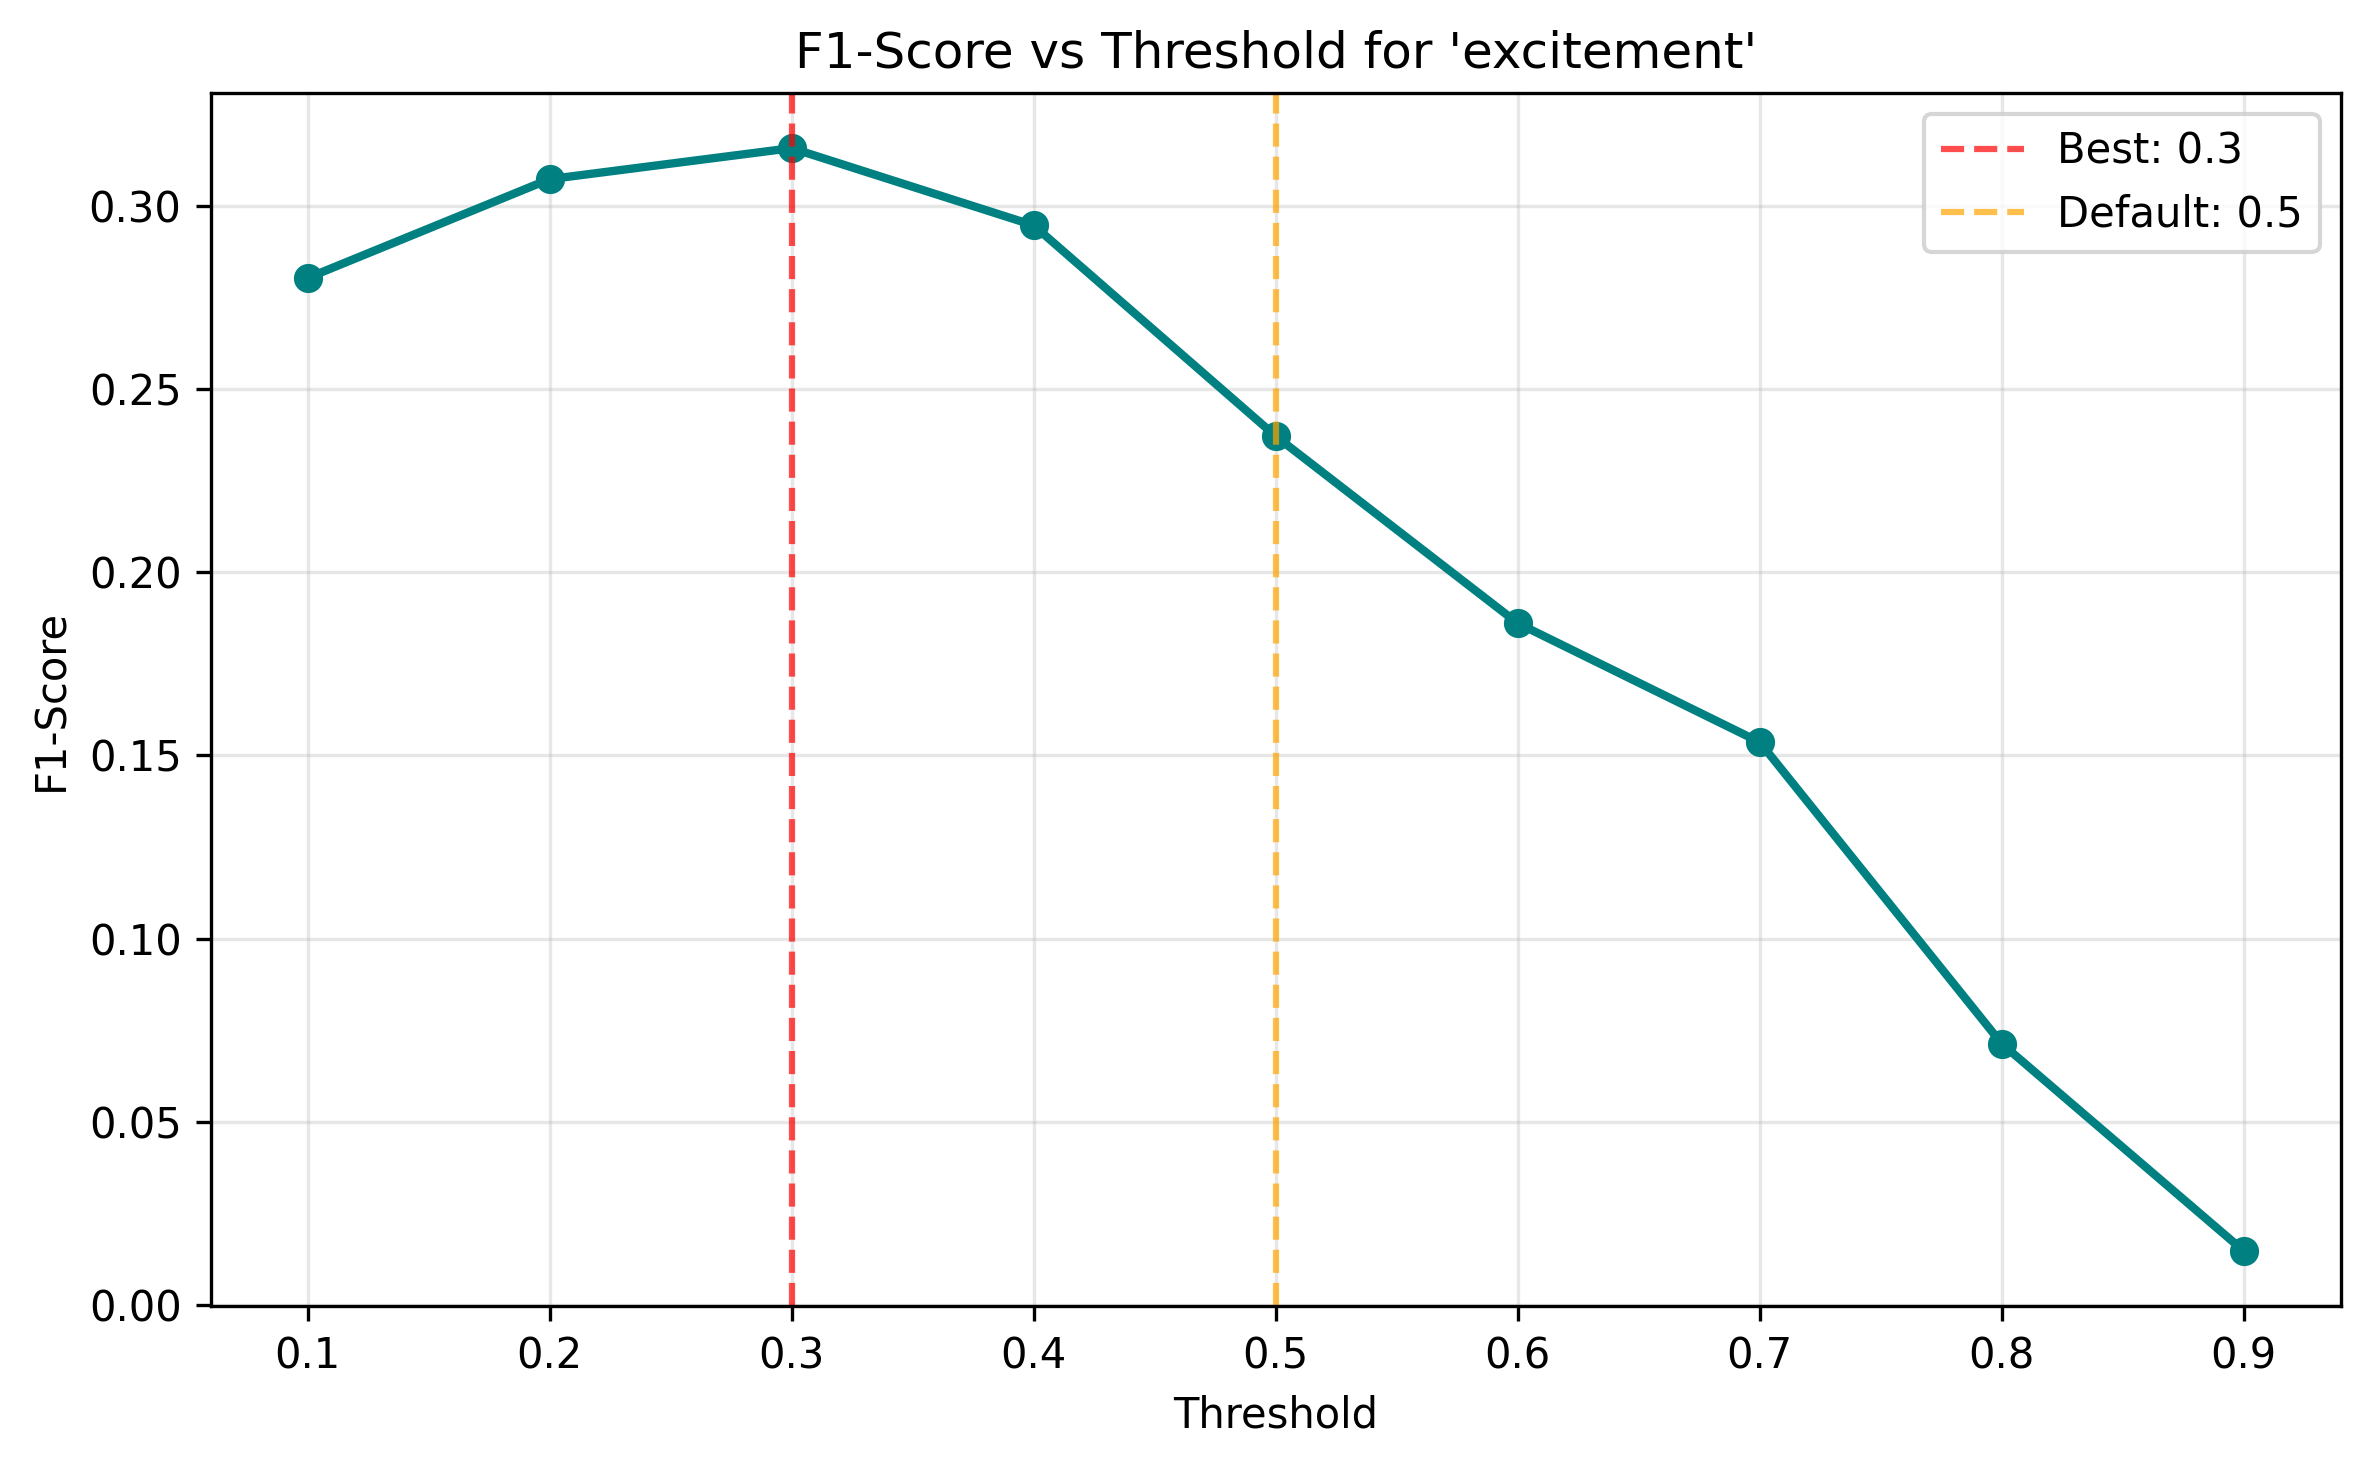 F1-Score vs Threshold for 'excitement'
Best: 0.3
Default: 0.5
F1-Score
0.30
0.25
0.20
0.15
0.10
0.05
0.00
0.1 0.2 0.3 0.4 0.5 0.6 0.7 0.8 0.9
Threshold